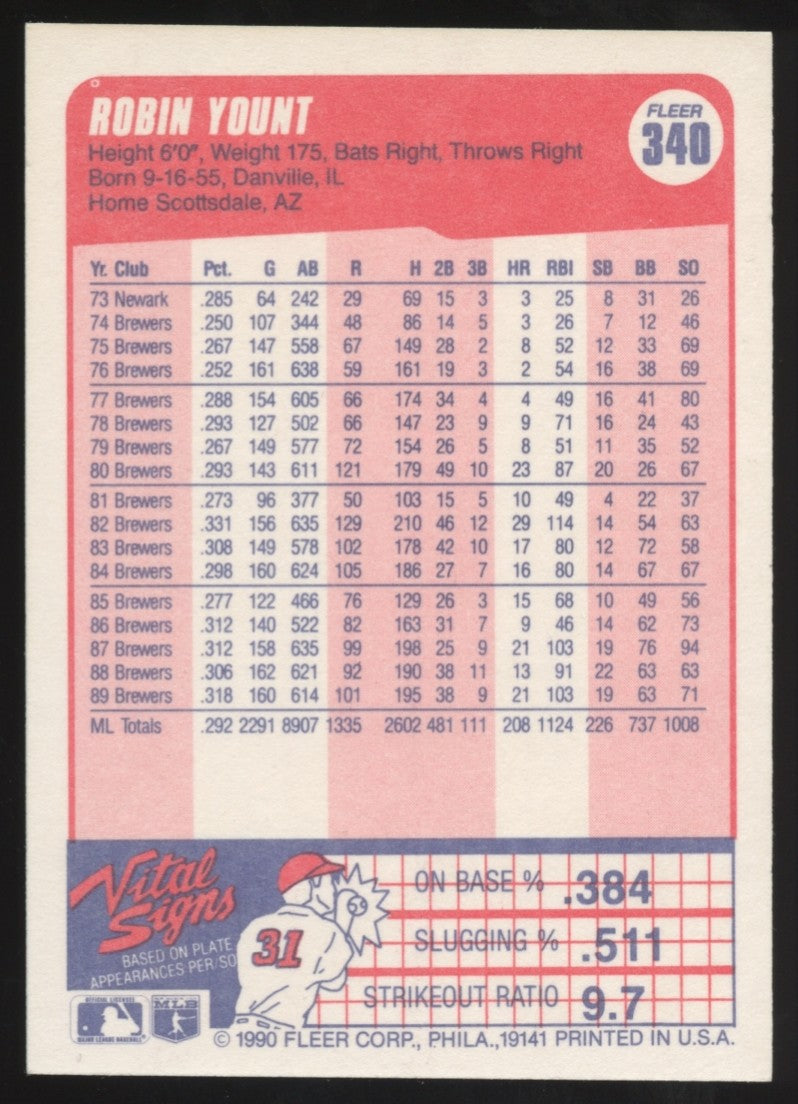 ROBIN YOUNT
FLEER
340
Height 6'0", Weight 175, Bats Right, Throws Right
Born 9-16-55, Danville, IL
Home Scottsdale, AZ
Yr. Club Pct. G AB R H 2B 3B HR RBI SB BB SO
73 Newark .285 64 242 29 69 15 3 3 25 8 31 26
74 Brewers .250 107 344 48 86 14 5 3 26 7 12 46
75 Brewers .267 147 558 67 149 28 2 8 52 12 33 69
76 Brewers .252 161 638 59 161 19 3 2 54 16 38 69
77 Brewers .288 154 605 66 174 34 4 4 49 16 41 80
78 Brewers .293 127 502 66 147 23 9 9 71 16 24 43
79 Brewers .267 149 577 72 154 26 5 8 51 11 35 52
80 Brewers .293 143 611 121 179 49 10 23 87 20 26 67
81 Brewers .273 96 377 50 103 15 5 10 49 4 22 37
82 Brewers .331 156 635 129 210 46 12 29 114 14 54 63
83 Brewers .308 149 578 102 178 42 10 17 80 12 72 58
84 Brewers .298 160 624 105 186 27 7 16 80 14 67 67
85 Brewers .277 122 466 76 129 26 3 15 68 10 49 56
86 Brewers .312 140 522 82 163 31 7 9 46 14 62 73
87 Brewers .312 158 635 99 198 25 9 21 103 19 76 94
88 Brewers .306 162 621 92 190 38 11 13 91 22 63 63
89 Brewers .318 160 614 101 195 38 9 21 103 19 63 71
ML Totals .292 2291 8907 1335 2602 481 111 208 1124 226 737 1008
Vital
Signs
BASED ON PLATE
APPEARANCES PER/SO
31
ON BASE % .384
SLUGGING % .511
STRIKEOUT RATIO 9.7
OFFICIAL LICENSEE
MAJOR LEAGUE BASEBALL
MLB
© 1990 FLEER CORP., PHILA.,19141 PRINTED IN U.S.A.